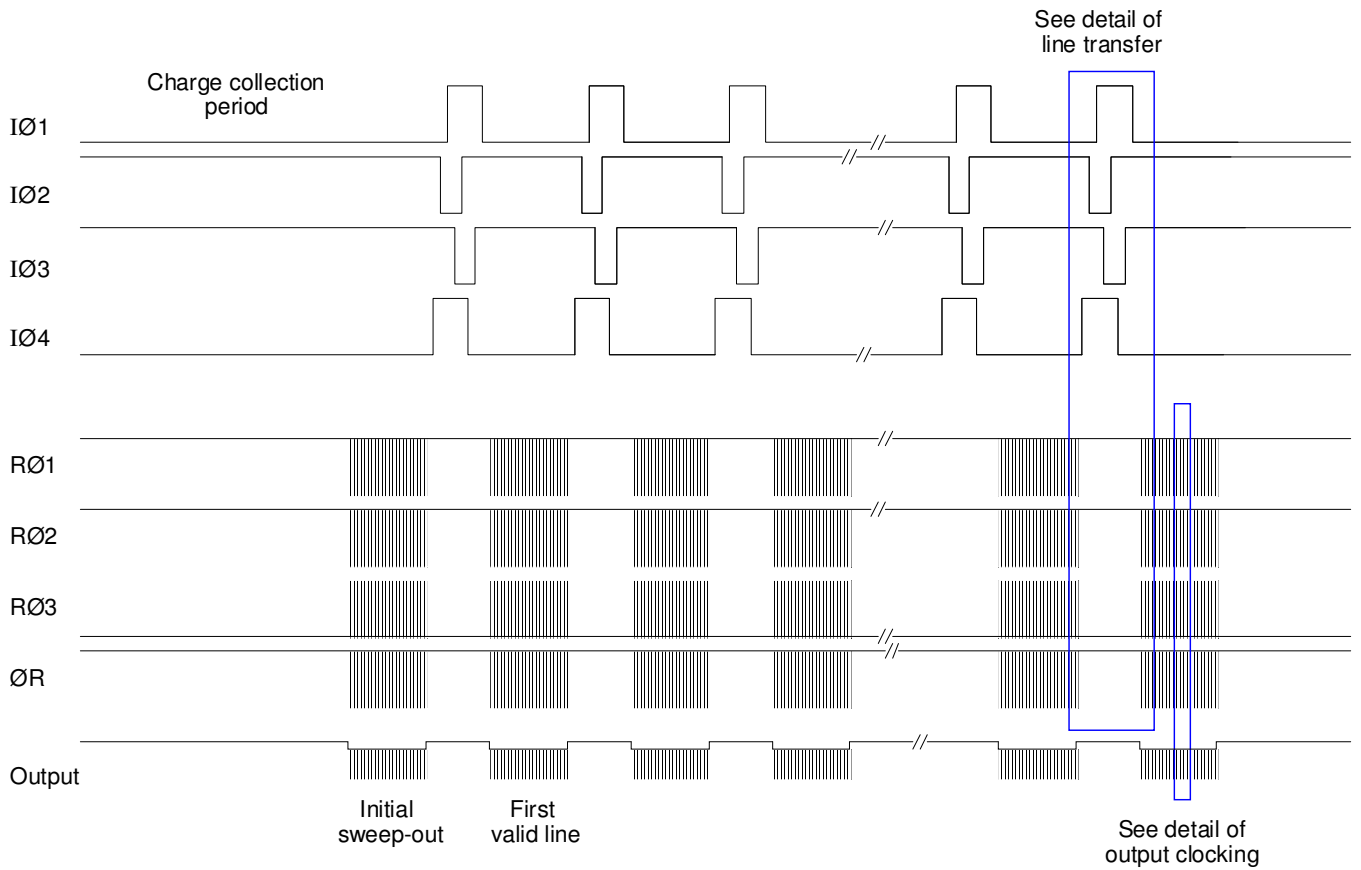 See detail of
line transfer
Charge collection
period
IØ1
IØ2
IØ3
IØ4
RØ1
RØ2
RØ3
ØR
Output
Initial
sweep-out
First
valid line
See detail of
output clocking